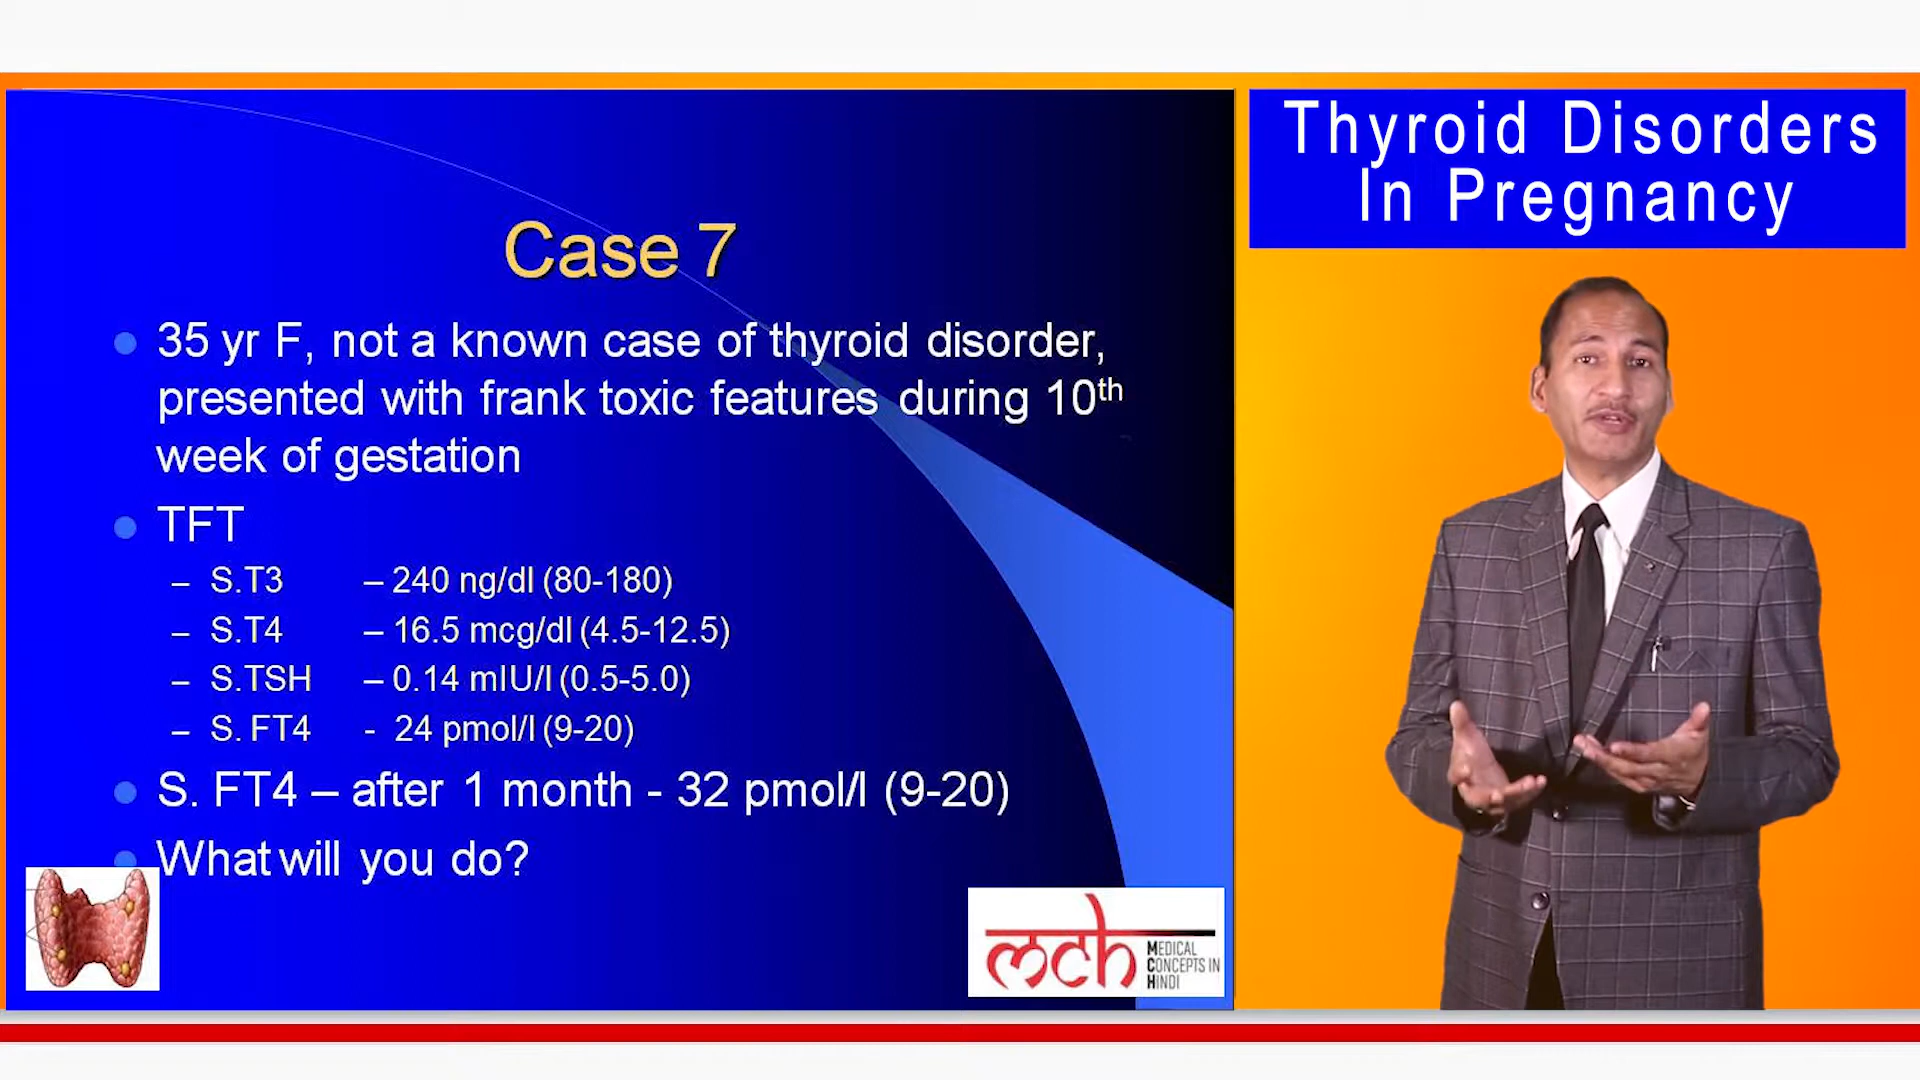 Thyroid Disorders
In Pregnancy
Case 7
35 yr F, not a known case of thyroid disorder,
presented with frank toxic features during 10th
week of gestation
TFT
– S.T3 – 240 ng/dl (80-180)
– S.T4 – 16.5 mcg/dl (4.5-12.5)
– S.TSH – 0.14 mIU/l (0.5-5.0)
– S. FT4 - 24 pmol/l (9-20)
S. FT4 – after 1 month - 32 pmol/l (9-20)
What will you do?
mch
MEDICAL
CONCEPTS IN
HINDI